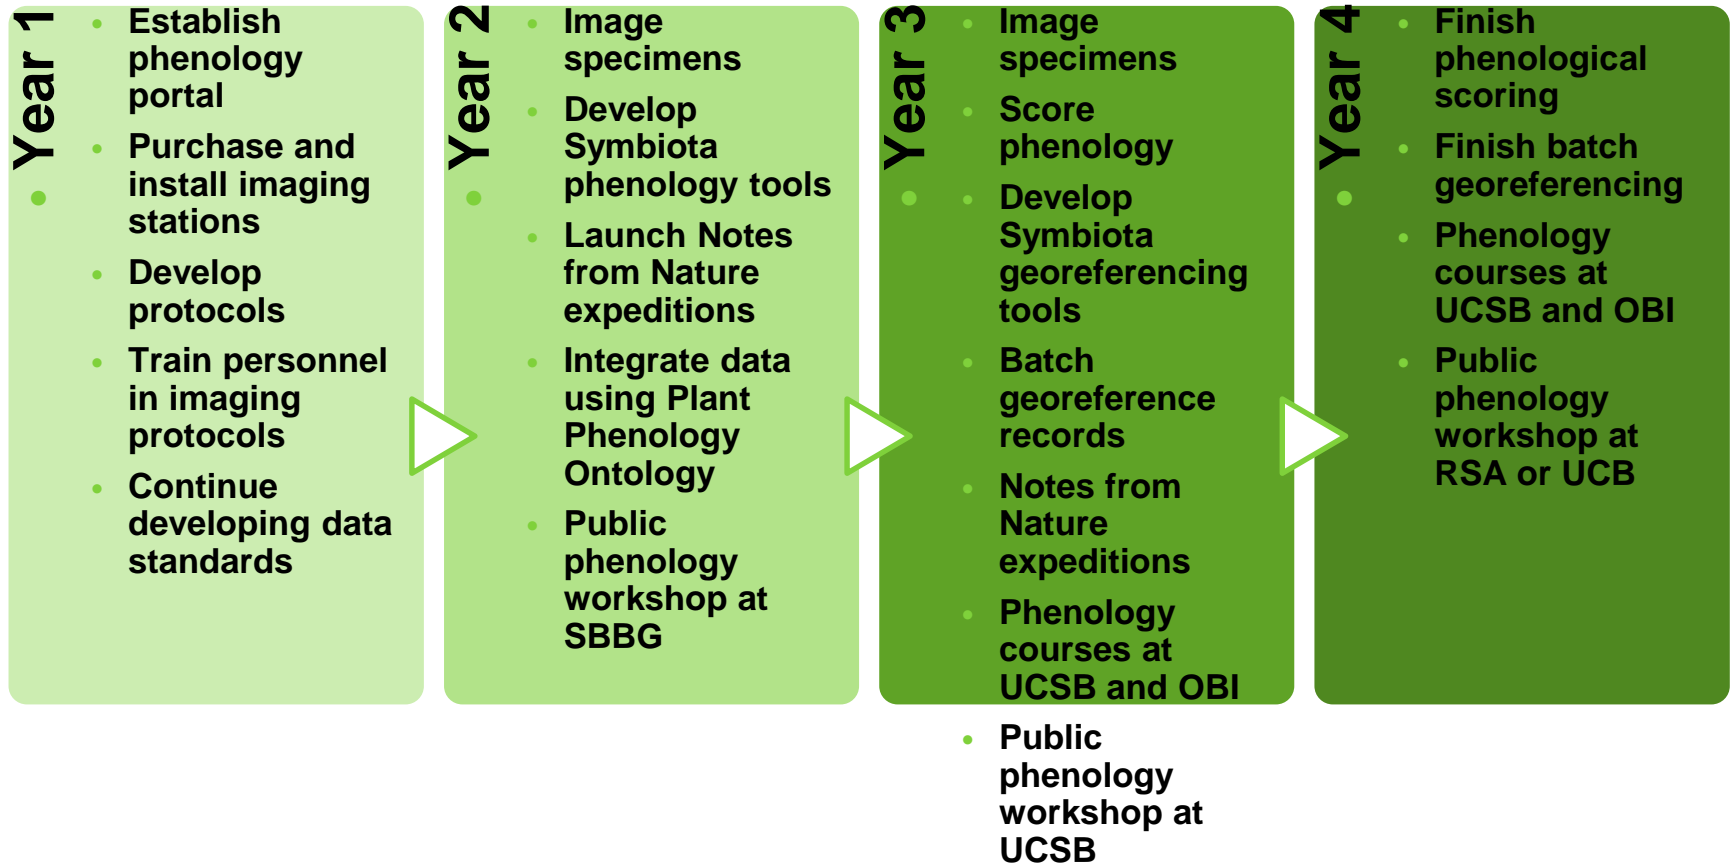 Year 1
Establish
phenology
portal
Purchase and
install imaging
stations
Develop
protocols
Train personnel
in imaging
protocols
Continue
developing data
standards
Year 2
Image
specimens
Develop
Symbiota
phenology tools
Launch Notes
from Nature
expeditions
Integrate data
using Plant
Phenology
Ontology
Public
phenology
workshop at
SBBG
Year 3
Image
specimens
Score
phenology
Develop
Symbiota
georeferencing
tools
Batch
georeference
records
Notes from
Nature
expeditions
Phenology
courses at
UCSB and OBI
Public
phenology
workshop at
UCSB
Year 4
Finish
phenological
scoring
Finish batch
georeferencing
Phenology
courses at
UCSB and OBI
Public
phenology
workshop at
RSA or UCB